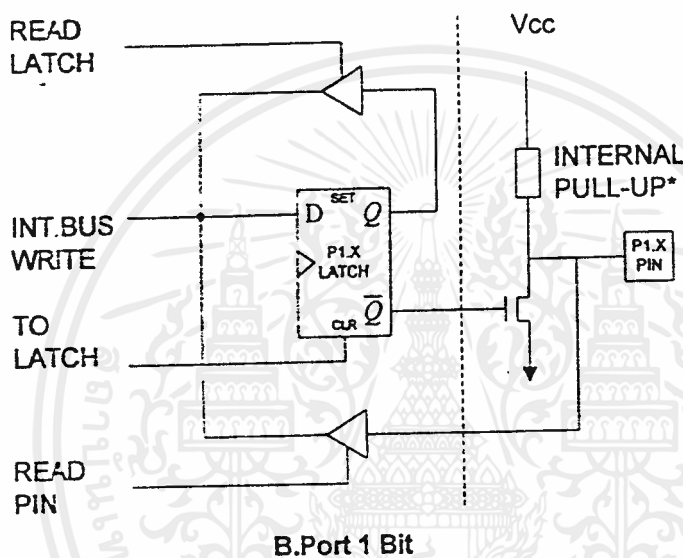 READ
LATCH
Vcc
INTERNAL
PULL-UP*
INT.BUS
WRITE
D
SET
Q
P1.X
LATCH
CLR
Q̅
P1.X
PIN
TO
LATCH
READ
PIN
B.Port 1 Bit